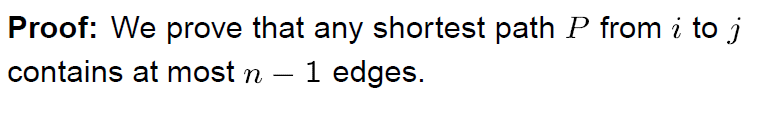 Proof: We prove that any shortest path P from i to j
contains at most n − 1 edges.